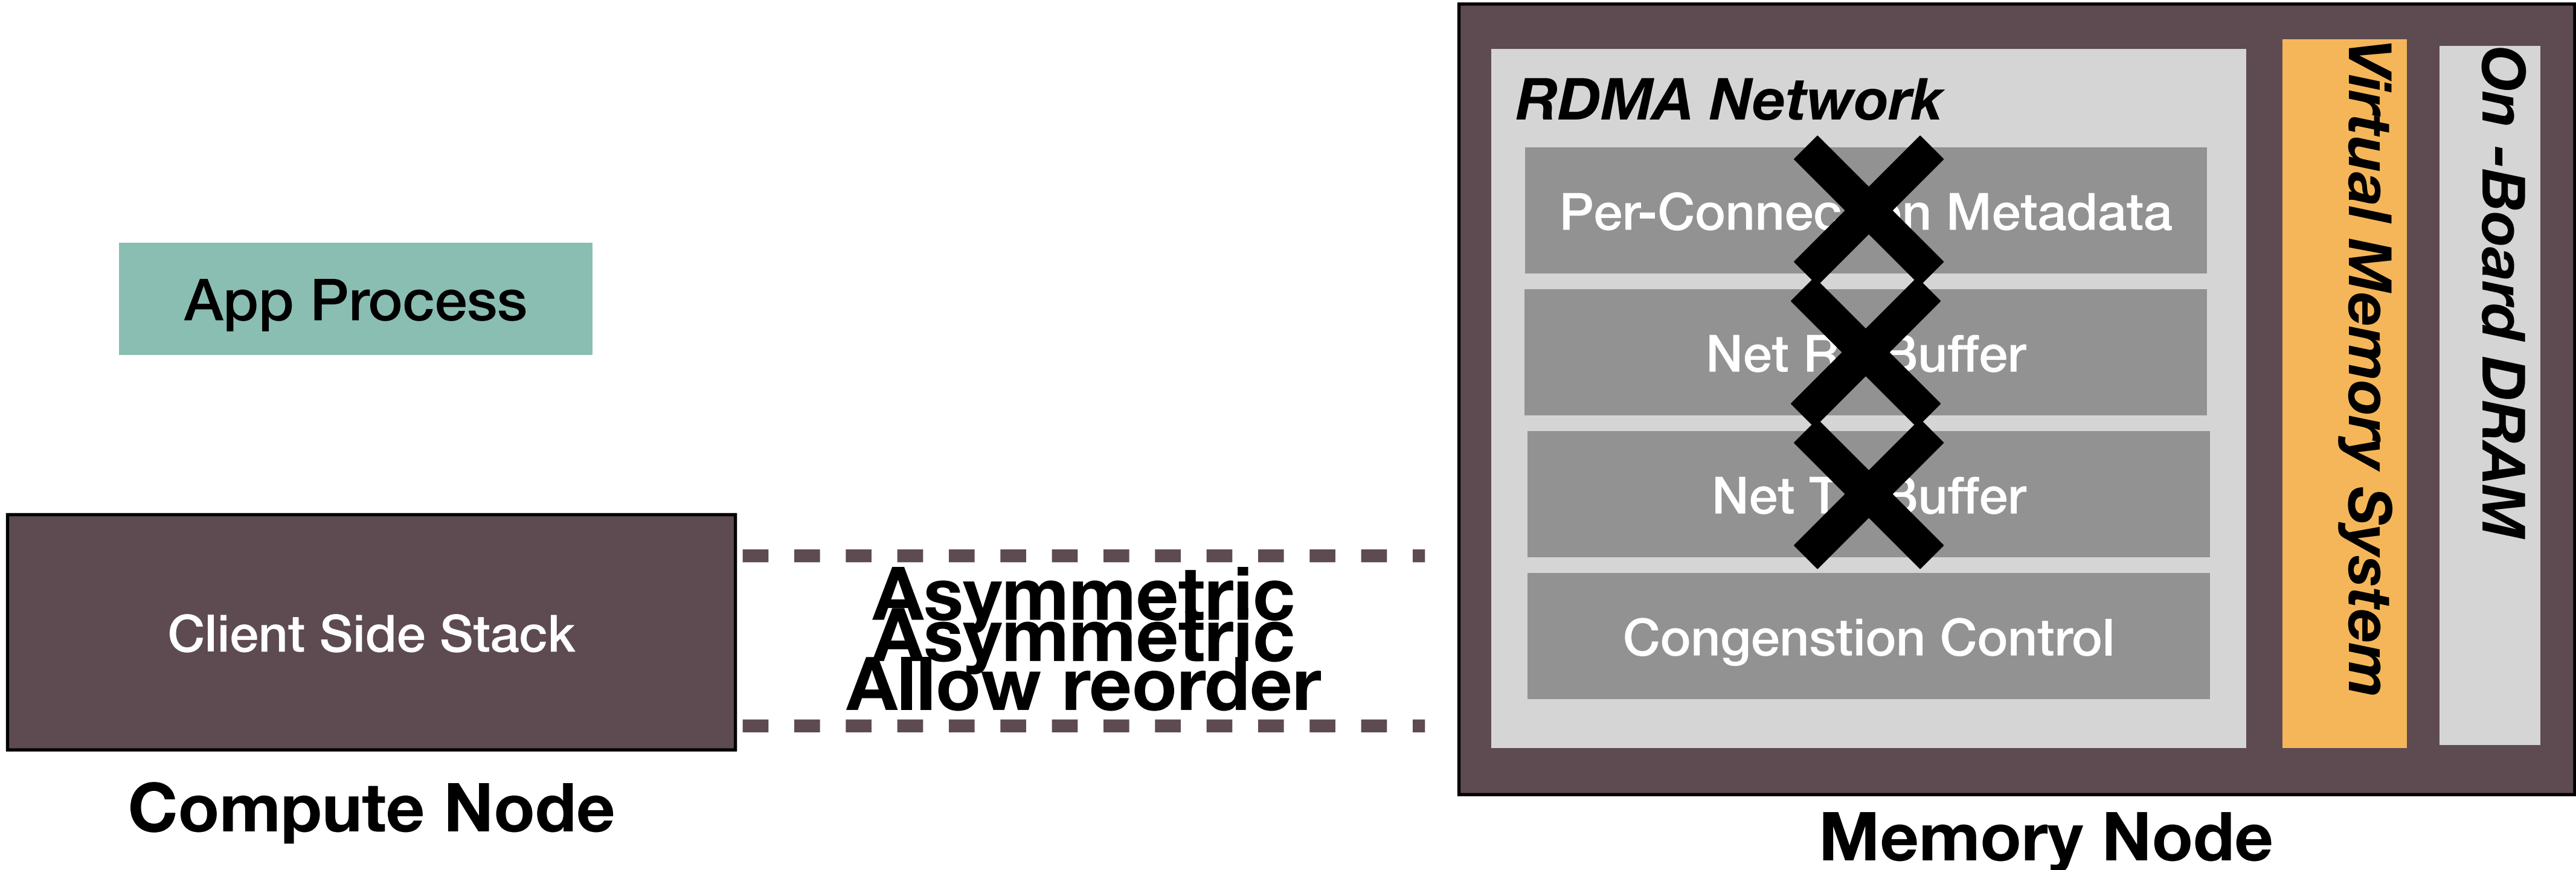 App Process
Client Side Stack
Compute Node
Asymmetric
Asymmetric
Allow reorder
RDMA Network
Per-Connection Metadata
Net Buffer
Net Buffer
Congenstion Control
Virtual Memory System
On -Board DRAM
Memory Node